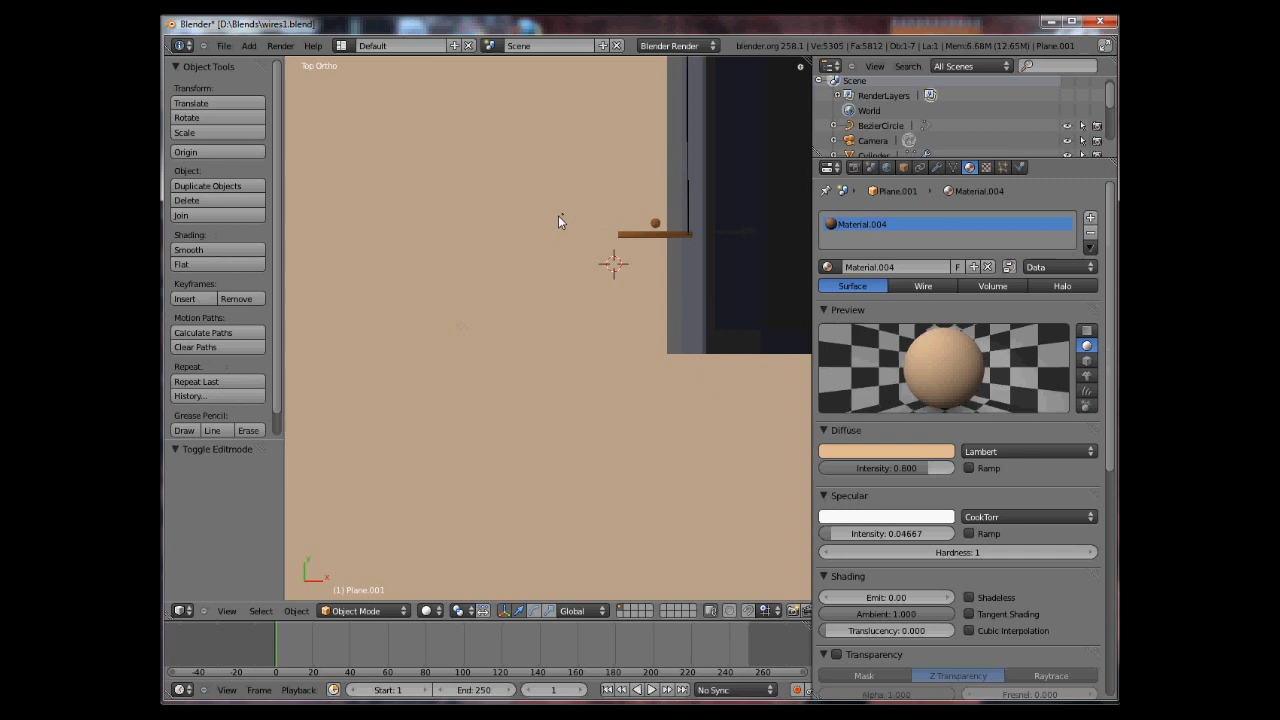 Blender* [D:\Blends\wires1.blend]
File Add Render Help Default Scene Blender Render blender.org 258.1 | Ve:5305 | Fa:5812 | Ob:1-7 | La:1 | Mem:6.68M (12.65M) | Plane.001
Object Tools
Transform:
Translate
Rotate
Scale
Origin
Object:
Duplicate Objects
Delete
Join
Shading:
Smooth
Flat
Keyframes:
Insert Remove
Motion Paths:
Calculate Paths
Clear Paths
Repeat:
Repeat Last
History...
Grease Pencil:
Draw Line Erase
Toggle Editmode
Top Ortho
y
x
(1) Plane.001
View Select Object Object Mode Global
-40 -20 0 20 40 60 80 100 120 140 160 180 200 220 240 260
View Frame Playback Start: 1 End: 250 1 No Sync
View Search All Scenes
Scene
RenderLayers
World
BezierCircle
Camera
Cylinder
Plane.001 Material.004
Material.004
Material.004 F Data
Surface Wire Volume Halo
Preview
Diffuse
Lambert
Intensity: 0.800 Ramp
Specular
CookTorr
Intensity: 0.04667 Ramp
Hardness: 1
Shading
Emit: 0.00 Shadeless
Ambient: 1.000 Tangent Shading
Translucency: 0.000 Cubic Interpolation
Transparency
Mask Z Transparency Raytrace
Alpha: 1.000 Fresnel: 0.000